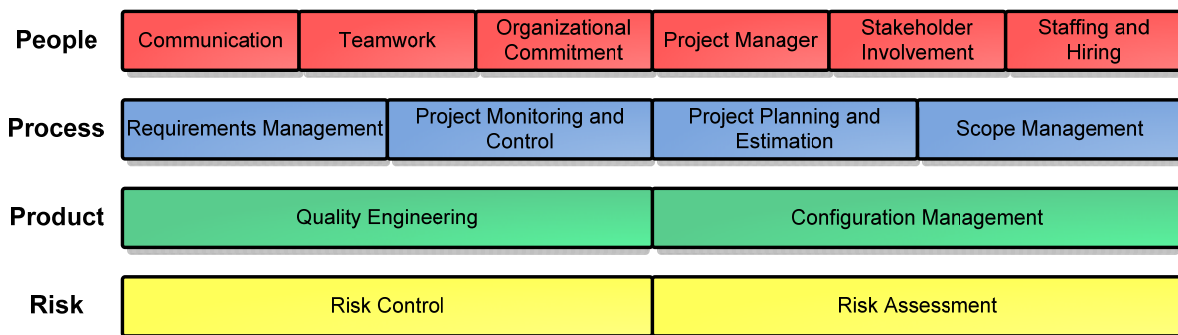 People
Communication
Teamwork
Organizational
Commitment
Project Manager
Stakeholder
Involvement
Staffing and
Hiring
Process
Requirements Management
Project Monitoring and
Control
Project Planning and
Estimation
Scope Management
Product
Quality Engineering
Configuration Management
Risk
Risk Control
Risk Assessment